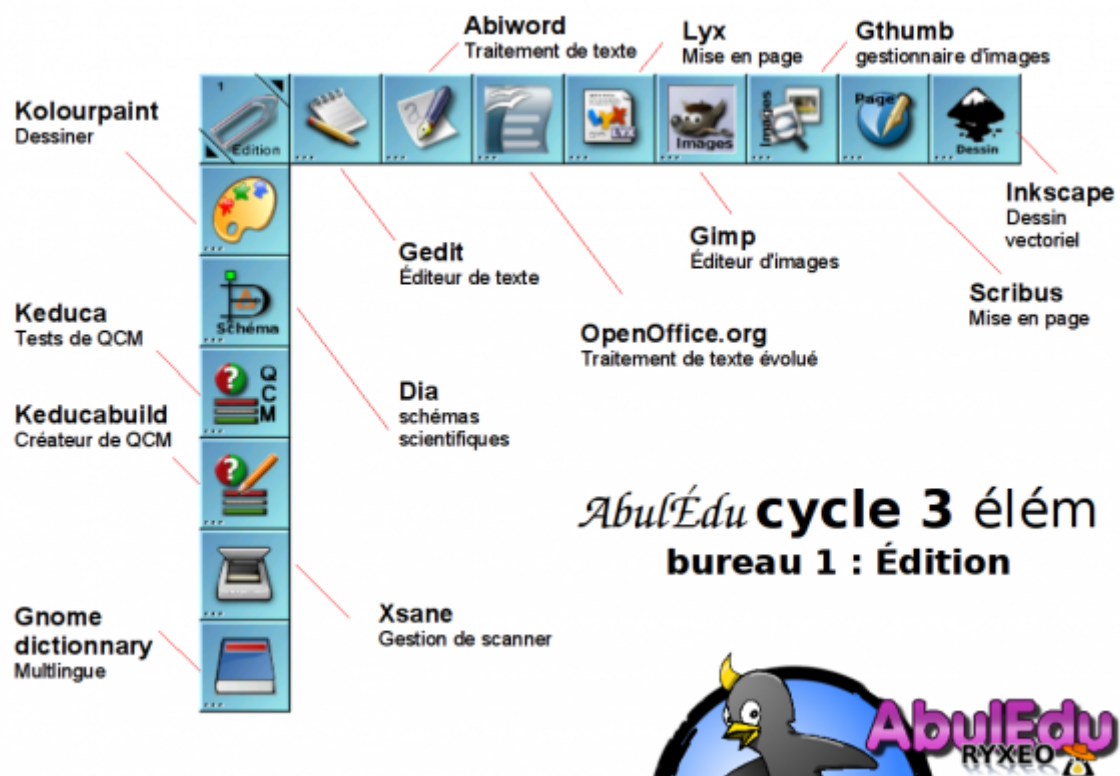 Abiword
Traitement de texte
Lyx
Mise en page
Gthumb
gestionnaire d'images
Kolourpaint
Dessiner
1
Édition
LYX
Images
Images
Page
Dessin
Inkscape
Dessin
vectoriel
Gedit
Éditeur de texte
Gimp
Éditeur d'images
Scribus
Mise en page
Schéma
Keduca
Tests de QCM
OpenOffice.org
Traitement de texte évolué
Q
C
M
Dia
schémas
scientifiques
Keducabuild
Créateur de QCM
AbulÉdu cycle 3 élém
bureau 1 : Édition
Xsane
Gestion de scanner
Gnome
dictionnary
Multlingue
AbulEdu
RYXEO